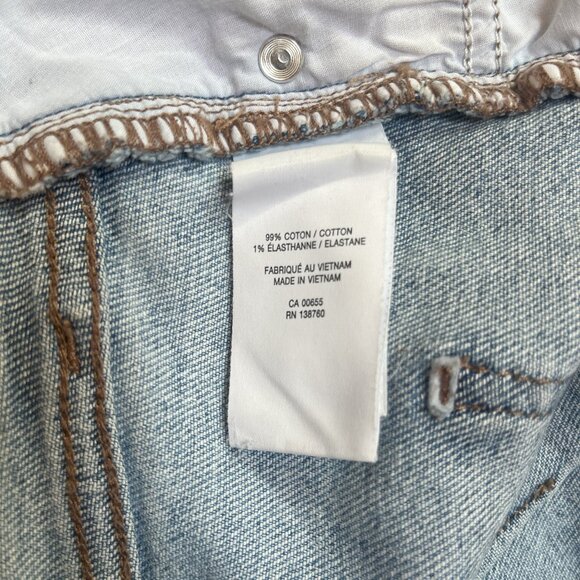 99% COTON / COTTON
1% ÉLASTHANNE / ELASTANE
FABRIQUÉ AU VIETNAM
MADE IN VIETNAM
CA 00655
RN 138760